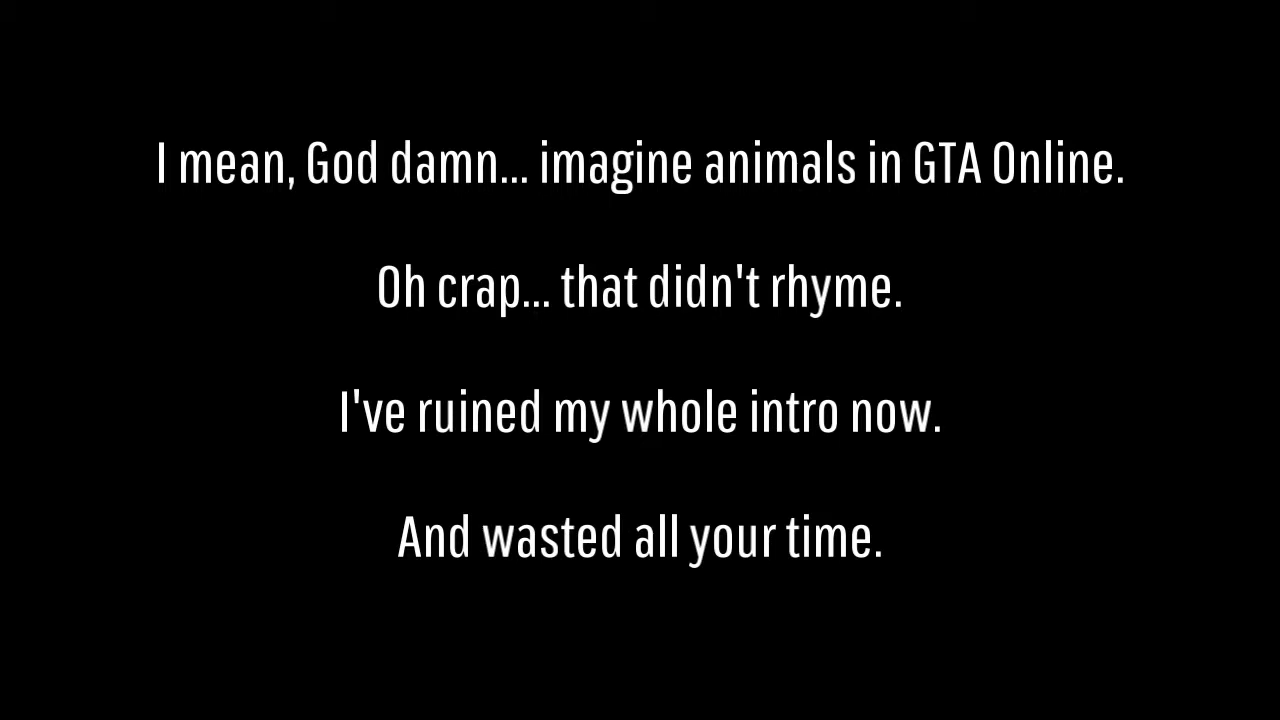 I mean, God damn... imagine animals in GTA Online.
Oh crap... that didn't rhyme.
I've ruined my whole intro now.
And wasted all your time.